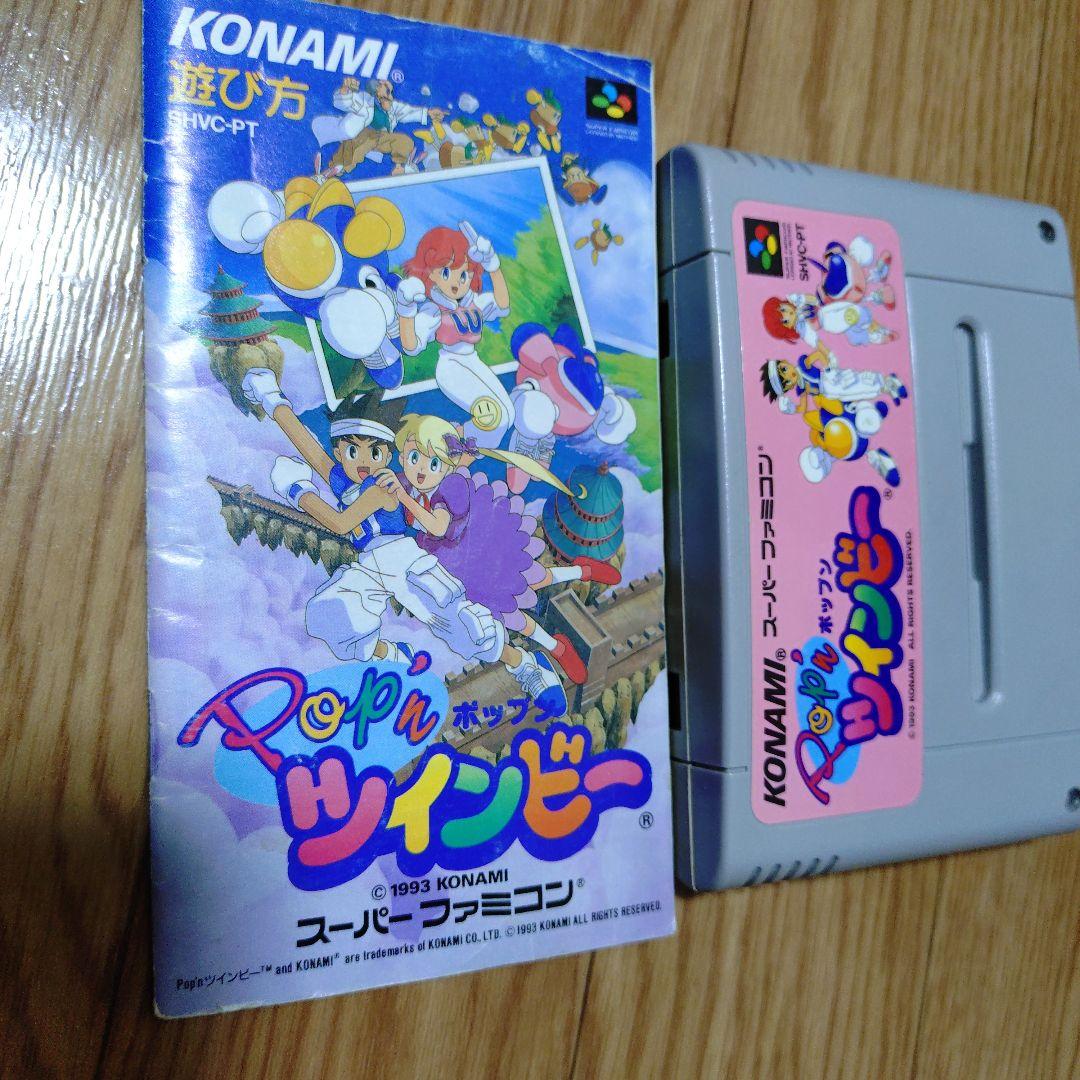 KONAMI®
遊び方
SHVC-PT
Pop'n ポップン
ツインビー®
© 1993 KONAMI
スーパーファミコン®
Pop'nツインビー™ and KONAMI® are trademarks of KONAMI CO., LTD. © 1993 KONAMI ALL RIGHTS RESERVED.
SHVC-PT
KONAMI® スーパーファミコン®
Pop'n ポップン
ツインビー®
© 1993 KONAMI ALL RIGHTS RESERVED.